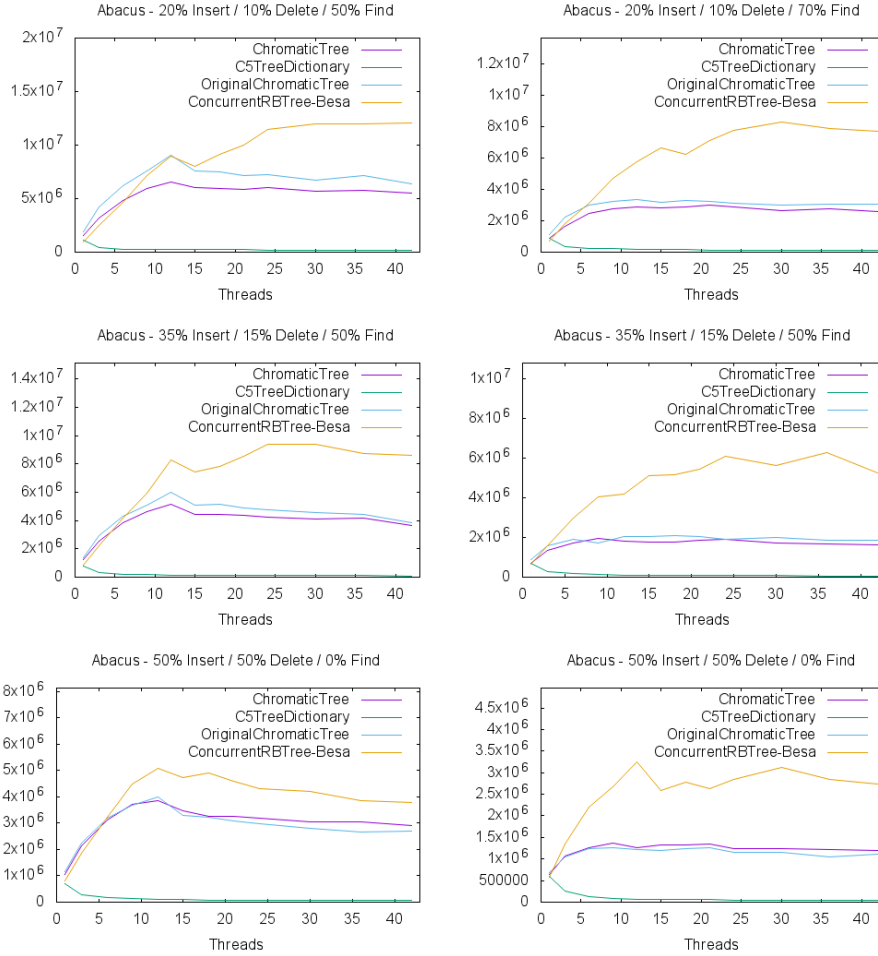 Abacus - 20% Insert / 10% Delete / 50% Find
2x10^7
1.5x10^7
1x10^7
5x10^6
0
ChromaticTree
C5TreeDictionary
OriginalChromaticTree
ConcurrentRBTree-Besa
0 5 10 15 20 25 30 35 40
Threads
Abacus - 20% Insert / 10% Delete / 70% Find
1.2x10^7
1x10^7
8x10^6
6x10^6
4x10^6
2x10^6
0
ChromaticTree
C5TreeDictionary
OriginalChromaticTree
ConcurrentRBTree-Besa
0 5 10 15 20 25 30 35 40
Threads
Abacus - 35% Insert / 15% Delete / 50% Find
1.4x10^7
1.2x10^7
1x10^7
8x10^6
6x10^6
4x10^6
2x10^6
0
ChromaticTree
C5TreeDictionary
OriginalChromaticTree
ConcurrentRBTree-Besa
0 5 10 15 20 25 30 35 40
Threads
Abacus - 35% Insert / 15% Delete / 50% Find
1x10^7
8x10^6
6x10^6
4x10^6
2x10^6
0
ChromaticTree
C5TreeDictionary
OriginalChromaticTree
ConcurrentRBTree-Besa
0 5 10 15 20 25 30 35 40
Threads
Abacus - 50% Insert / 50% Delete / 0% Find
8x10^6
7x10^6
6x10^6
5x10^6
4x10^6
3x10^6
2x10^6
1x10^6
0
ChromaticTree
C5TreeDictionary
OriginalChromaticTree
ConcurrentRBTree-Besa
0 5 10 15 20 25 30 35 40
Threads
Abacus - 50% Insert / 50% Delete / 0% Find
4.5x10^6
4x10^6
3.5x10^6
3x10^6
2.5x10^6
2x10^6
1.5x10^6
1x10^6
500000
0
ChromaticTree
C5TreeDictionary
OriginalChromaticTree
ConcurrentRBTree-Besa
0 5 10 15 20 25 30 35 40
Threads